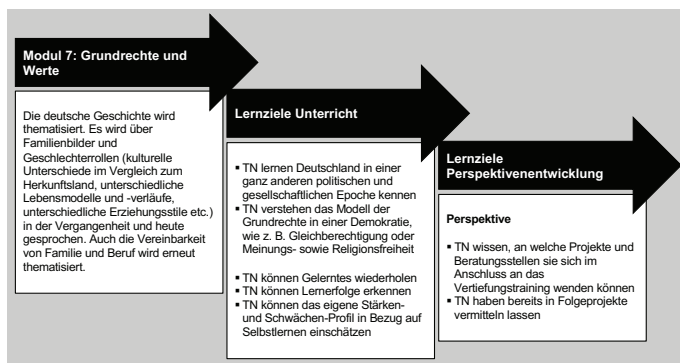 Modul 7: Grundrechte und
Werte
Die deutsche Geschichte wird
thematisiert. Es wird über
Familienbilder und
Geschlechterrollen (kulturelle
Unterschiede im Vergleich zum
Herkunftsland, unterschiedliche
Lebensmodelle und -verläufe,
unterschiedliche Erziehungsstile etc.)
in der Vergangenheit und heute
gesprochen. Auch die Vereinbarkeit
von Familie und Beruf wird erneut
thematisiert.
Lernziele Unterricht
▪ TN lernen Deutschland in einer
ganz anderen politischen und
gesellschaftlichen Epoche kennen
▪ TN verstehen das Modell der
Grundrechte in einer Demokratie,
wie z. B. Gleichberechtigung oder
Meinungs- sowie Religionsfreiheit
▪ TN können Gelerntes wiederholen
▪ TN können Lernerfolge erkennen
▪ TN können das eigene Stärken-
und Schwächen-Profil in Bezug auf
Selbstlernen einschätzen
Lernziele
Perspektivenentwicklung
Perspektive
▪ TN wissen, an welche Projekte und
Beratungsstellen sie sich im
Anschluss an das
Vertiefungstraining wenden können
▪ TN haben bereits in Folgeprojekte
vermitteln lassen